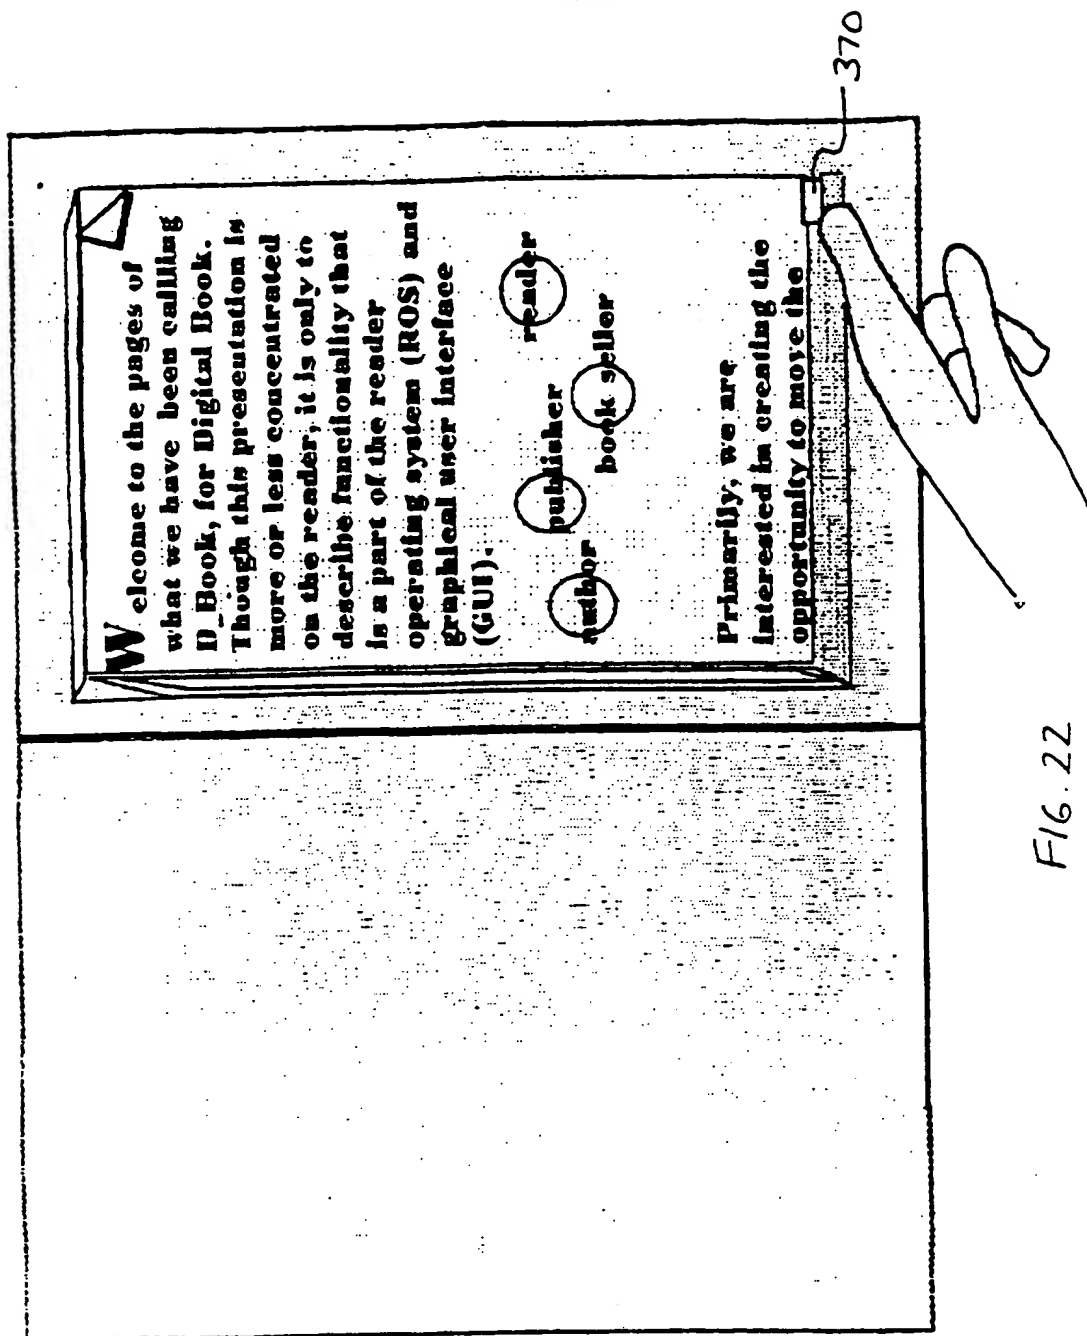 Welcome to the pages of
what we have been callling
D_Book, for Digital Book.
Though this presentation is
more or less concentrated
on the reader, it is only to
describe functionality that
is a part of the reader
operating system (ROS) and
graphical user interface
(GUI).
reader
publisher
book seller
author
Primarily, we are
interested in creating the
opportunity to move the
370
FIG. 22